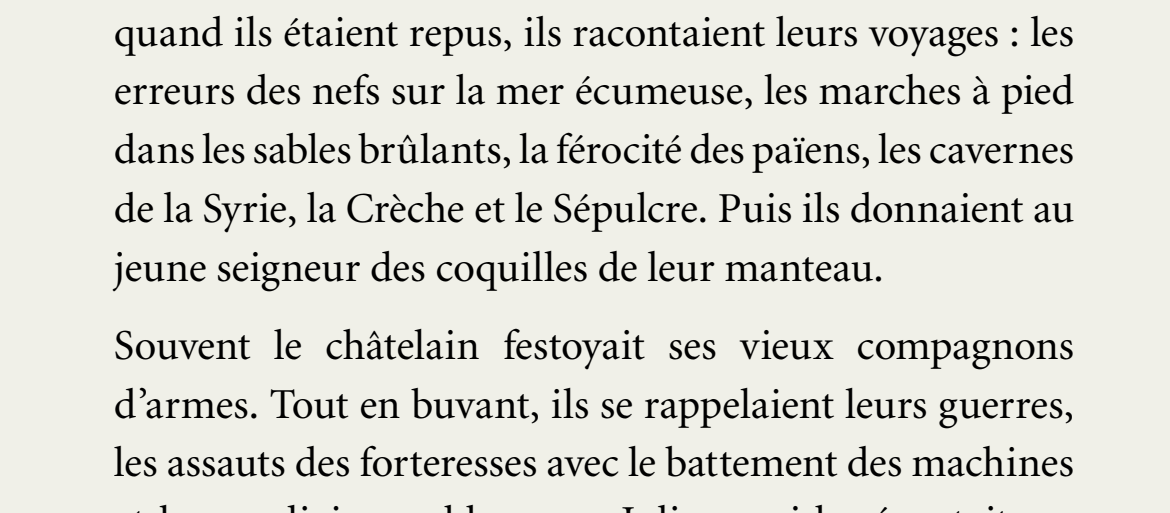 quand ils étaient repus, ils racontaient leurs voyages : les
erreurs des nefs sur la mer écumeuse, les marches à pied
dans les sables brûlants, la férocité des païens, les cavernes
de la Syrie, la Crèche et le Sépulcre. Puis ils donnaient au
jeune seigneur des coquilles de leur manteau.
Souvent le châtelain festoyait ses vieux compagnons
d’armes. Tout en buvant, ils se rappelaient leurs guerres,
les assauts des forteresses avec le battement des machines